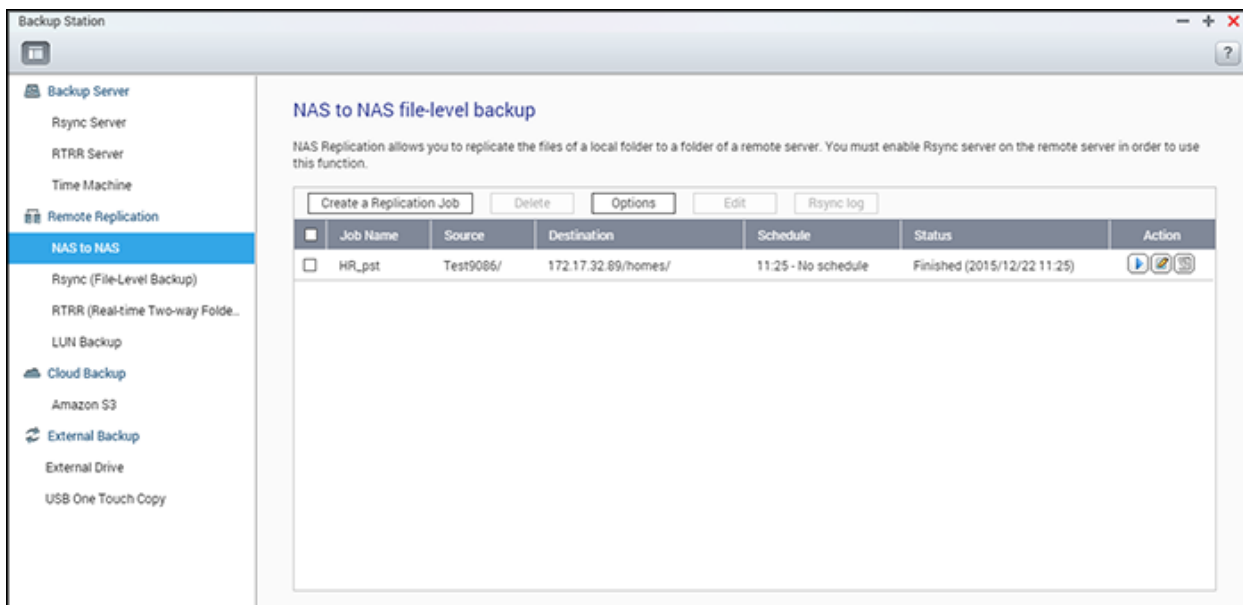 Backup Station
?
Backup Server
Rsync Server
RTRR Server
Time Machine
Remote Replication
NAS to NAS
Rsync (File-Level Backup)
RTRR (Real-time Two-way Folde...
LUN Backup
Cloud Backup
Amazon S3
External Backup
External Drive
USB One Touch Copy
NAS to NAS file-level backup
NAS Replication allows you to replicate the files of a local folder to a folder of a remote server. You must enable Rsync server on the remote server in order to use
this function.
Create a Replication Job Delete Options Edit Rsync log
Job Name Source Destination Schedule Status Action
HR_pst Test9086/ 172.17.32.89/homes/ 11:25 - No schedule Finished (2015/12/22 11:25)